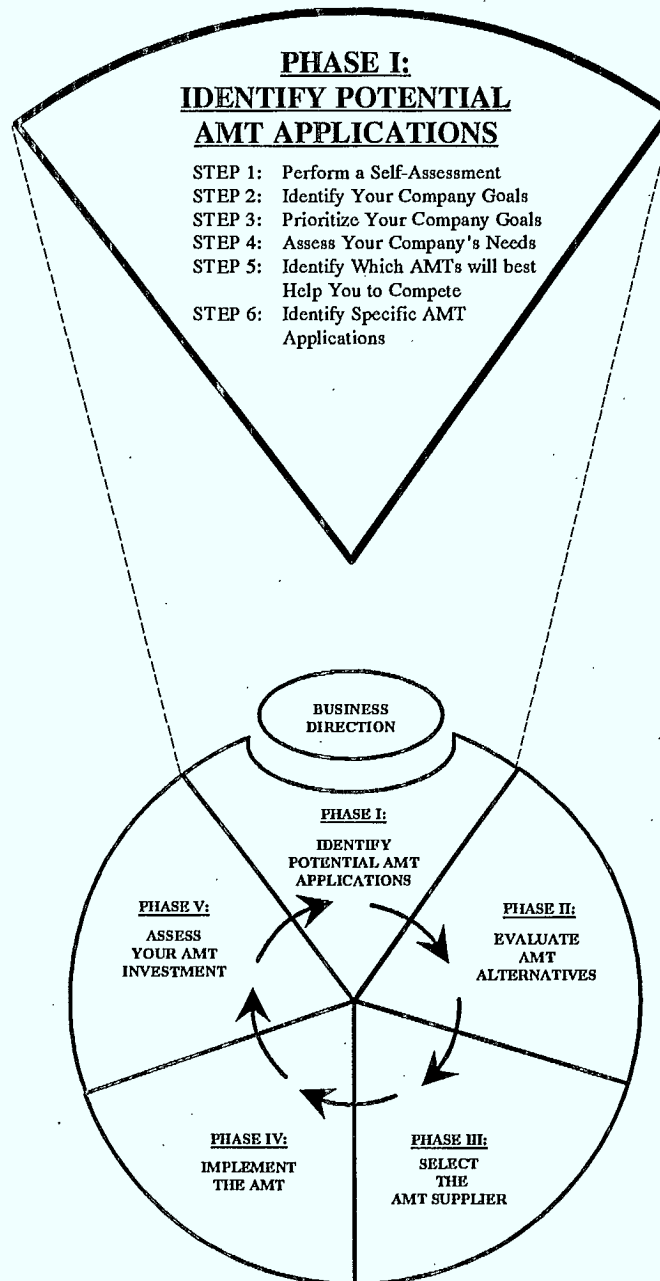 PHASE I:
IDENTIFY POTENTIAL
AMT APPLICATIONS
STEP 1: Perform a Self-Assessment
STEP 2: Identify Your Company Goals
STEP 3: Prioritize Your Company Goals
STEP 4: Assess Your Company's Needs
STEP 5: Identify Which AMTs will best
Help You to Compete
STEP 6: Identify Specific AMT
Applications
BUSINESS
DIRECTION
PHASE I:
IDENTIFY
POTENTIAL AMT
APPLICATIONS
PHASE II:
EVALUATE
AMT
ALTERNATIVES
PHASE III:
SELECT
THE
AMT SUPPLIER
PHASE IV:
IMPLEMENT
THE AMT
PHASE V:
ASSESS
YOUR AMT
INVESTMENT